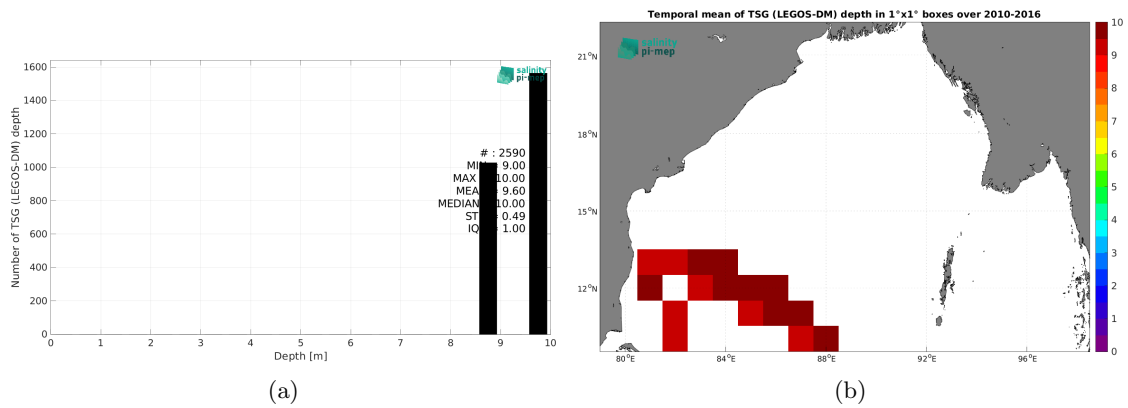 Temporal mean of TSG (LEGOS-DM) depth in 1°x1° boxes over 2010-2016
salinity
pi-mep
1600
1400
1200
1000
800
600
400
200
0
Number of TSG (LEGOS-DM) depth
# : 2590
9.00
MAX 10.00
9.60
MEDIAN 10.00
0.49
1.00
0 1 2 3 4 5 6 7 8 9 10
Depth [m]
(a)
salinity
pi-mep
21°N
18°N
15°N
12°N
80°E 84°E 88°E 92°E 96°E
10
9
8
7
6
5
4
3
2
1
0
(b)